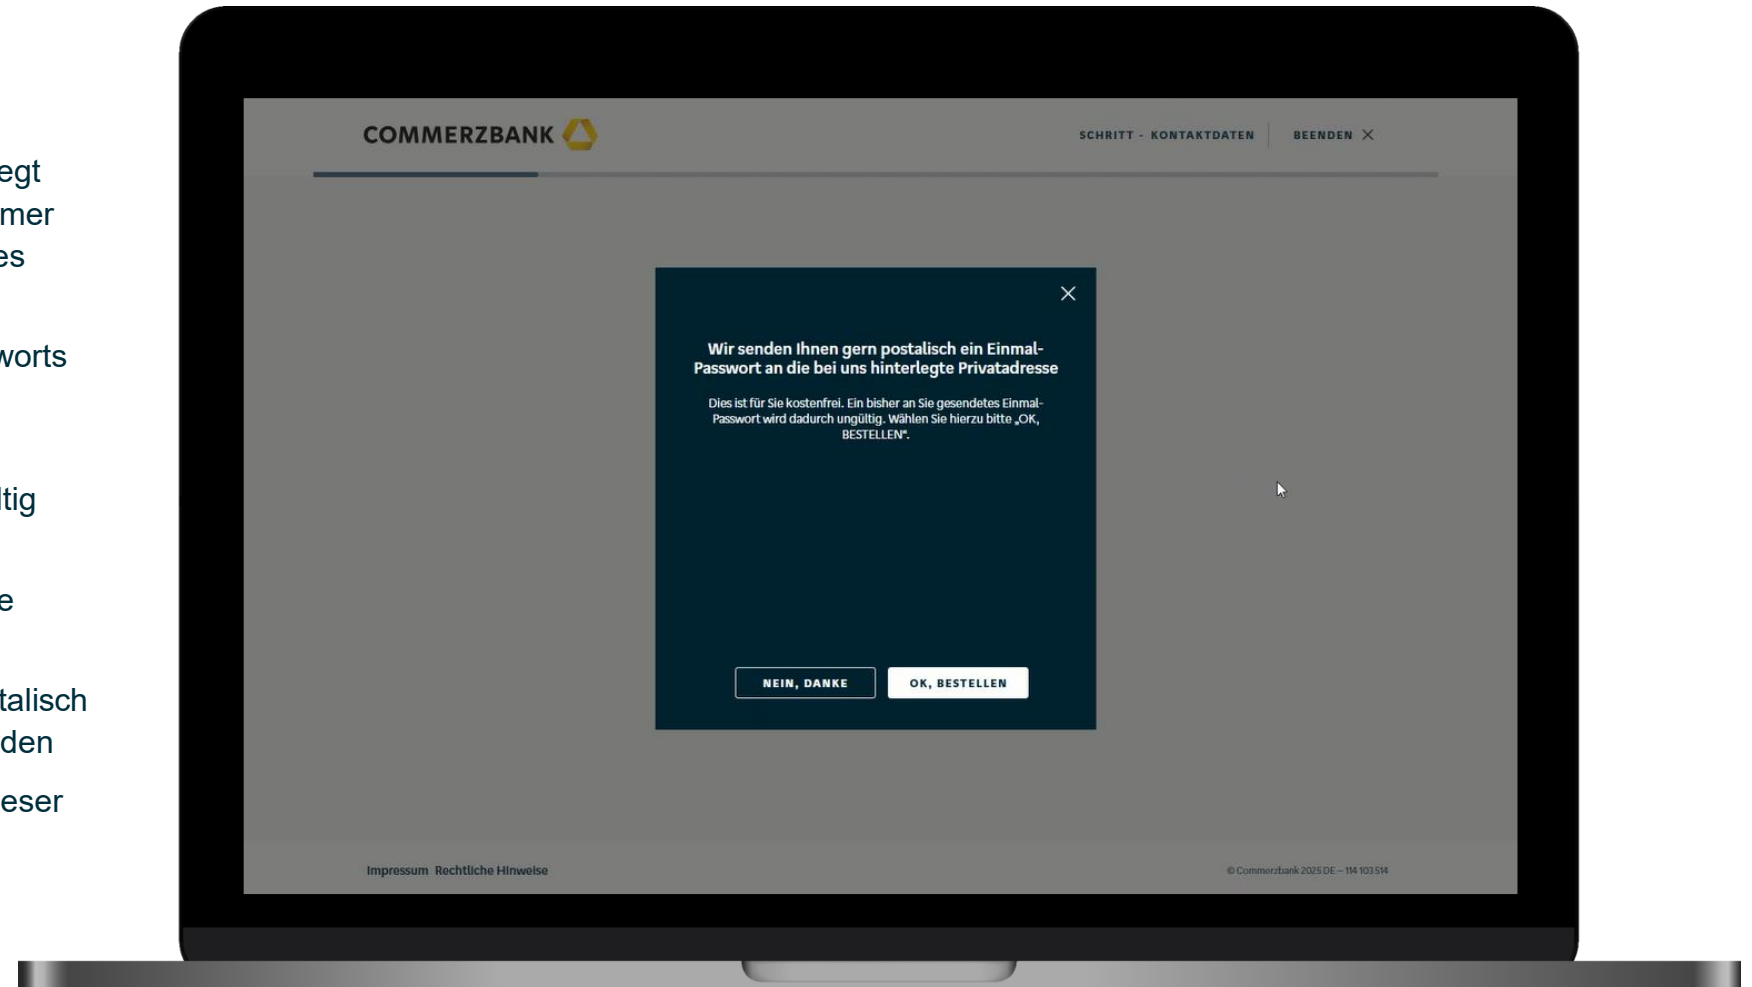 egt
mer
es
worts
ltig
e
talisch
den
eser
COMMERZBANK
SCHRITT - KONTAKTDATEN
BEENDEN
Wir senden Ihnen gern postalisch ein Einmal-
Passwort an die bei uns hinterlegte Privatadresse
Dies ist für Sie kostenfrei. Ein bisher an Sie gesendetes Einmal-
Passwort wird dadurch ungültig. Wählen Sie hierzu bitte „OK,
BESTELLEN“.
NEIN, DANKE
OK, BESTELLEN
Impressum Rechtliche Hinweise
© Commerzbank 2025 DE – 114 103 514